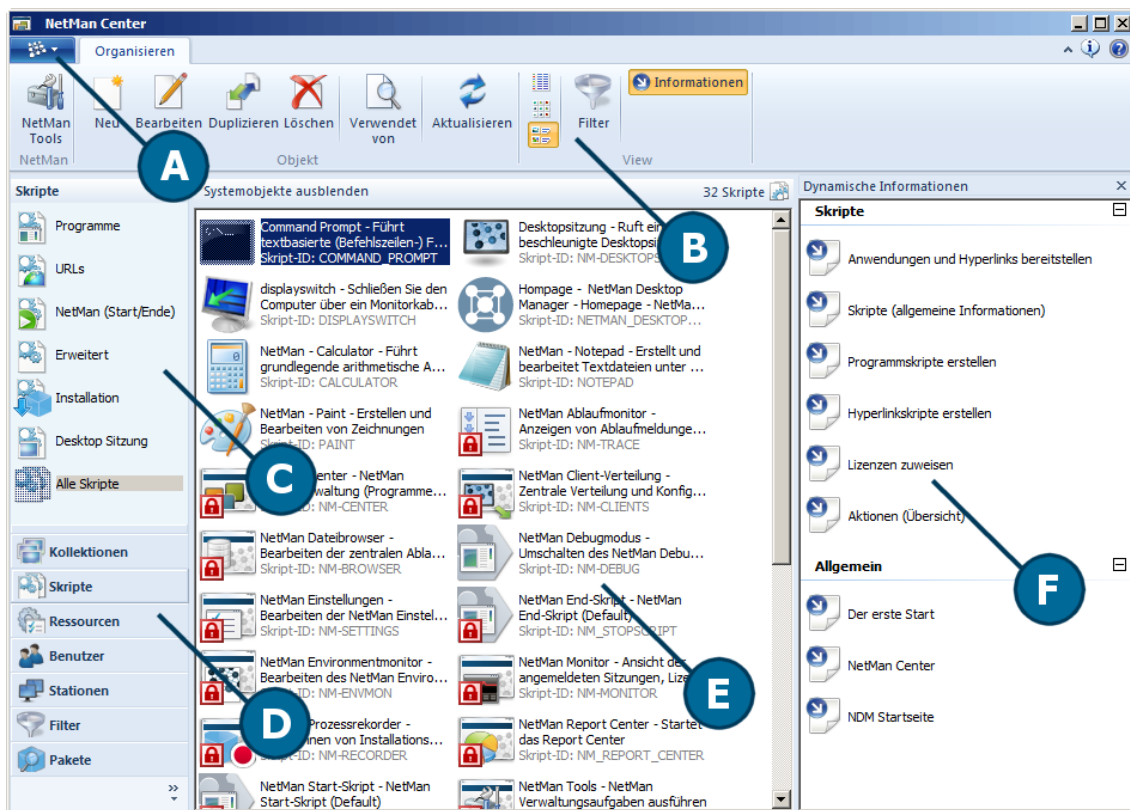 NetMan Center
Organisieren
NetMan Tools
Neu
Bearbeiten
Duplizieren
Löschen
Verwendet von
Aktualisieren
Filter
Informationen
NetMan
Objekt
View
A
B
Skripte
Systemobjekte ausblenden
32 Skripte
Dynamische Informationen
Programme
URLs
NetMan (Start/Ende)
Erweitert
Installation
Desktop Sitzung
Alle Skripte
C
Kollektionen
Skripte
Ressourcen
Benutzer
Stationen
Filter
Pakete
D
Command Prompt - Führt
textbasierte (Befehlszeilen-) F...
Skript-ID: COMMAND_PROMPT
Desktopsitzung - Ruft
beschleunigte
Skript-ID:
displayswitch - Schließen Sie den
Computer über ein Monitorkab...
Skript-ID: DISPLAYSWITCH
Hompage - NetMan Desktop
Manager - Homepage - NetMa...
Skript-ID: NETMAN_DESKTOP...
NetMan - Calculator - Führt
grundlegende arithmetische A...
Skript-ID: CALCULATOR
NetMan - Notepad - Erstellt und
bearbeitet Textdateien unter ...
Skript-ID: NOTEPAD
NetMan - Paint - Erstellen und
Bearbeiten von Zeichnungen
Skript-ID: PAINT
NetMan Ablaufmonitor -
Anzeigen von Ablaufmeldunge...
Skript-ID: NM-TRACE
- NetMan
(Programme...
Skript-ID: NM-CENTER
NetMan Client-Verteilung -
Zentrale Verteilung und Konfig...
Skript-ID: NM-CLIENTS
NetMan Dateibrowser -
Bearbeiten der zentralen Abla...
Skript-ID: NM-BROWSER
NetMan Debugmodus -
Umschalten des NetMan Debu...
Skript-ID: NM-DEBUG
NetMan Einstellungen -
Bearbeiten der NetMan Einstel...
Skript-ID: NM-SETTINGS
NetMan End-Skript - NetMan
End-Skript (Default)
Skript-ID: NM_STOPSCRIPT
NetMan Environmentmonitor -
Bearbeiten des NetMan Enviro...
Skript-ID: NM-ENVMON
NetMan Monitor - Ansicht der
angemeldeten Sitzungen,
Skript-ID: NM-MONITOR
Prozessrekorder -
von Installations...
Skript-ID: NM-RECORDER
NetMan Report Center - Startet
das Report Center
Skript-ID: NM_REPORT_CENTER
NetMan Start-Skript - NetMan
Start-Skript (Default)
NetMan Tools - NetMan
Verwaltungsaufgaben ausführen
E
Skripte
Anwendungen und Hyperlinks bereitstellen
Skripte (allgemeine Informationen)
Programmskripte erstellen
Hyperlinkskripte erstellen
Lizenzen zuweisen
Aktionen (Übersicht)
Allgemein
Der erste Start
NetMan Center
NDM Startseite
F